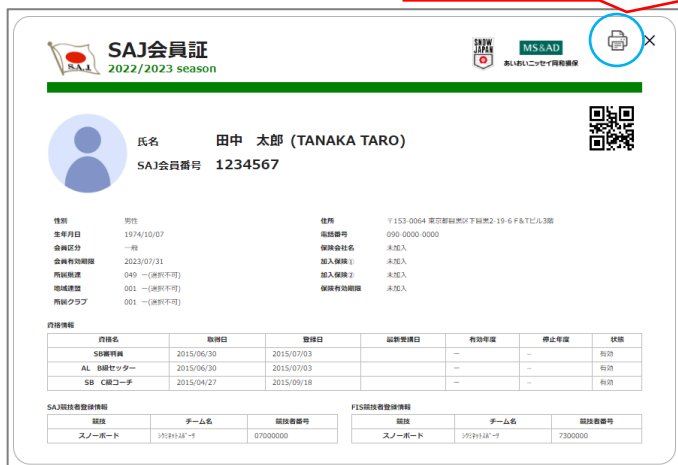 SAJ会員証
2022/2023 season
S.A.J
SNOW
JAPAN
MS&AD
あいおいニッセイ同和損保
×
氏名 田中 太郎 (TANAKA TARO)
SAJ会員番号 1234567
性別 男性
生年月日 1974/10/07
会員区分 一般
会員有効期限 2023/07/31
所属県連 049 ー(選択不可)
地域連盟 001 ー(選択不可)
所属クラブ 001 ー(選択不可)
住所 〒153-0064 東京都目黒区下目黒2-19-6 F&Tビル3階
電話番号 090-0000-0000
保険会社名 未加入
加入保険① 未加入
加入保険② 未加入
保険有効期限 未加入
資格情報
資格名 取得日 登録日 最新受講日 有効年度 停止年度 状態
SB審判員 2015/06/30 2015/07/03 ー ー 有効
AL B級セッター 2015/06/30 2015/07/03 ー ー 有効
SB C級コーチ 2015/04/27 2015/09/18 ー ー 有効
SAJ競技者登録情報
競技 チーム名 競技者番号
スノーボード 07000000
FIS競技者登録情報
競技 チーム名 競技者番号
スノーボード 7300000